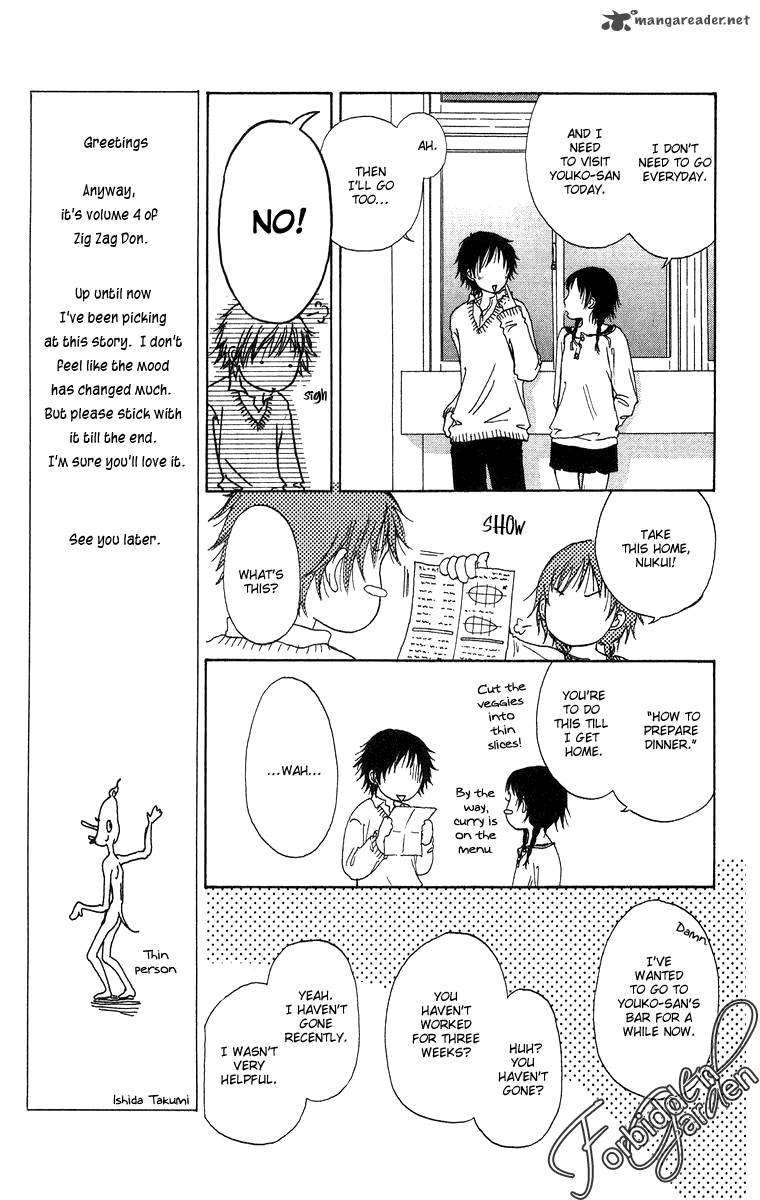 mangareader.net
I DON'T
NEED TO GO
EVERYDAY.
AND I
NEED
TO VISIT
YOUKO-SAN
TODAY.
AH.
THEN
I'LL GO
TOO...
NO!
sigh
TAKE
THIS HOME,
NUKUI!
SHOW
WHAT'S
THIS?
"HOW TO
PREPARE
DINNER."
YOU'RE
TO DO
THIS TILL
I GET
HOME.
Cut the
veggies
into
thin
slices!
By the
way,
curry is
on the
menu
...WAH...
Damn
I'VE
WANTED
TO GO TO
YOUKO-SAN'S
BAR FOR A
WHILE NOW.
HUH?
YOU
HAVEN'T
GONE?
YOU
HAVEN'T
WORKED
FOR THREE
WEEKS?
YEAH.
I HAVEN'T
GONE
RECENTLY.
I WASN'T
VERY
HELPFUL.
Greetings
Anyway,
it's volume 4 of
Zig Zag Don.
Up until now
I've been picking
at this story. I don't
feel like the mood
has changed much.
But please stick with
it till the end.
I'm sure you'll love it.
See you later.
Thin
person
Ishida Takumi
Forbidden
Garden